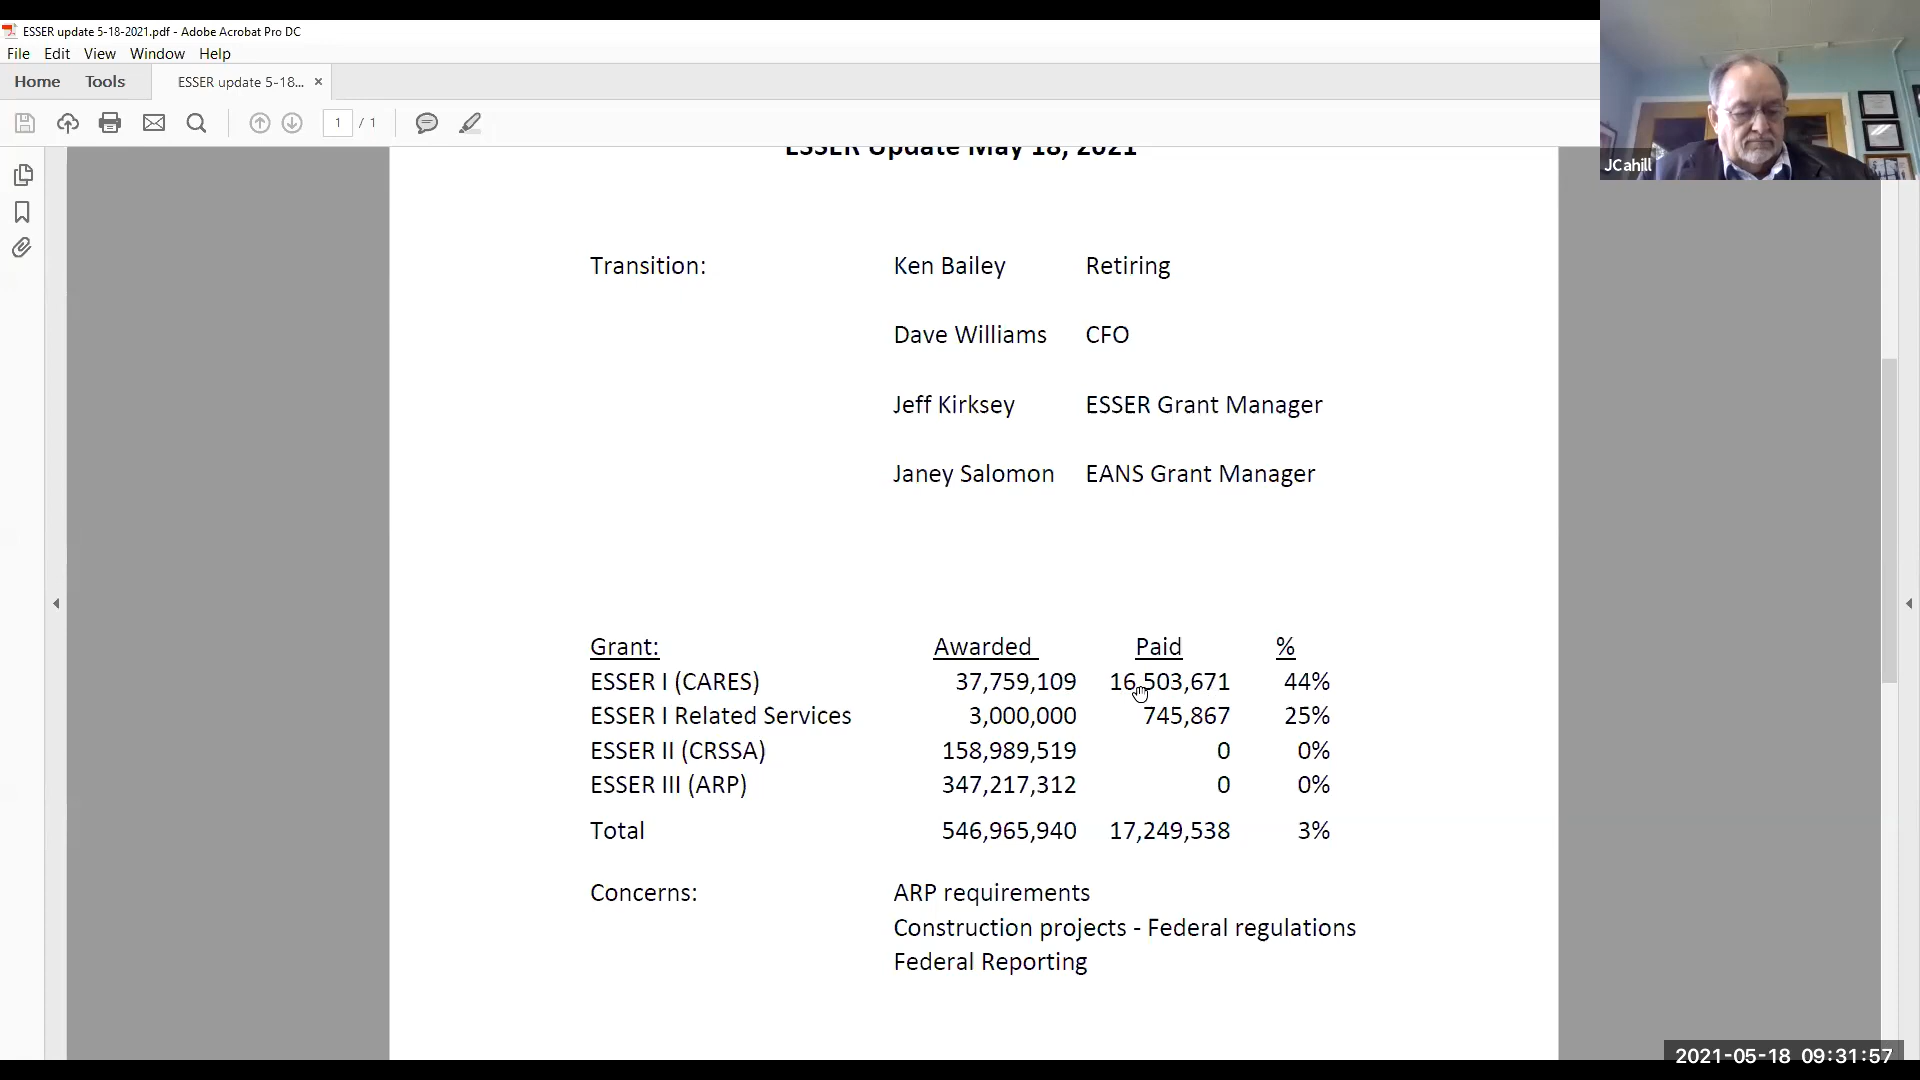 ESSER update 5-18-2021.pdf - Adobe Acrobat Pro DC
File Edit View Window Help
Home Tools ESSER update 5-18... ×
1 / 1
JCahill
ESSER Update May 18, 2021
Transition: Ken Bailey Retiring
Dave Williams CFO
Jeff Kirksey ESSER Grant Manager
Janey Salomon EANS Grant Manager
Grant: Awarded Paid %
ESSER I (CARES) 37,759,109 16,503,671 44%
ESSER I Related Services 3,000,000 745,867 25%
ESSER II (CRSSA) 158,989,519 0 0%
ESSER III (ARP) 347,217,312 0 0%
Total 546,965,940 17,249,538 3%
Concerns: ARP requirements
Construction projects - Federal regulations
Federal Reporting
2021-05-18 09:31:57